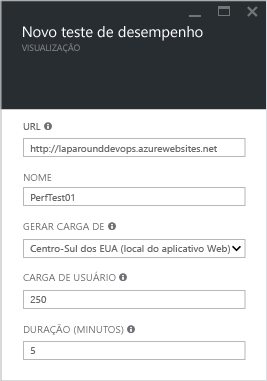 Novo teste de desempenho
VISUALIZAÇÃO
URL
http://laparounddevops.azurewebsites.net
NOME
PerfTest01
GERAR CARGA DE
Centro-Sul dos EUA (local do aplicativo Web)
CARGA DE USUÁRIO
250
DURAÇÃO (MINUTOS)
5